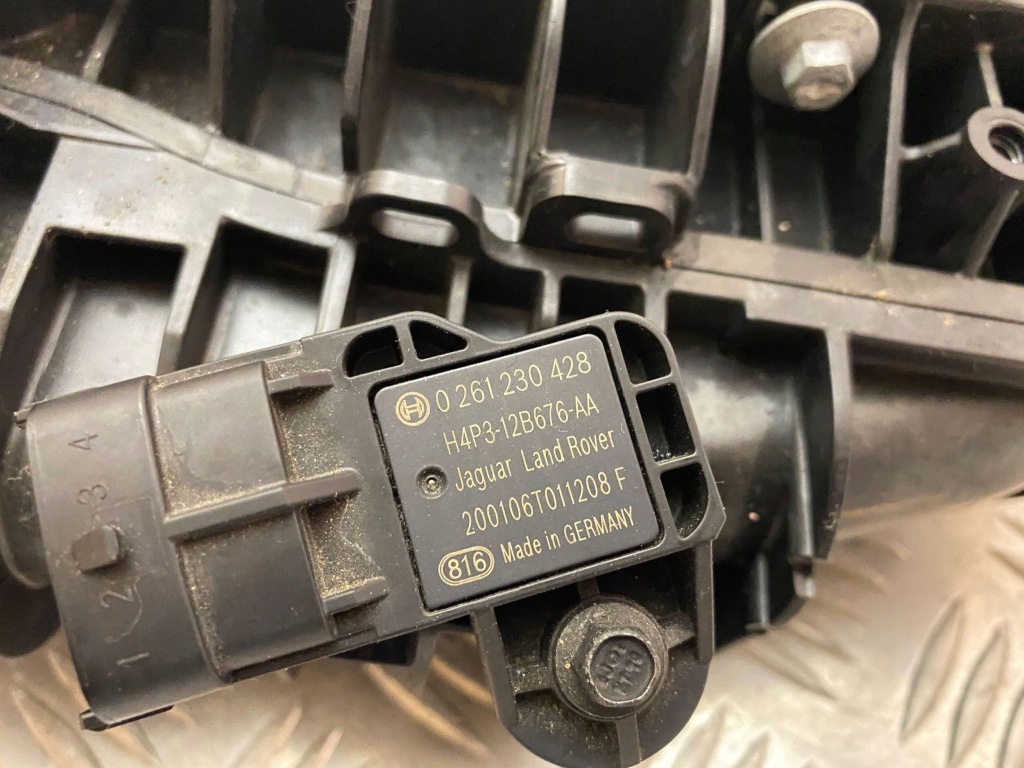 0 261 230 428
H4P3-12B676-AA
Jaguar Land Rover
200106T011208 F
816 Made in GERMANY
4
3
2
1